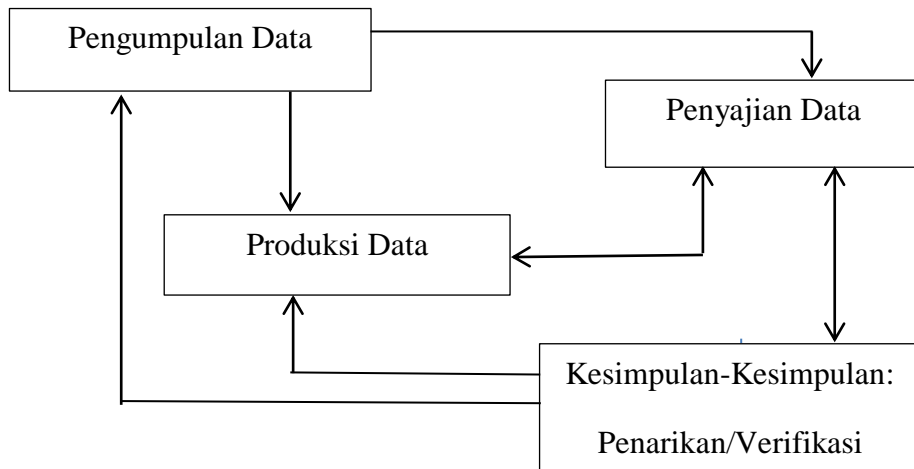 Pengumpulan Data
Penyajian Data
Produksi Data
Kesimpulan-Kesimpulan:
Penarikan/Verifikasi